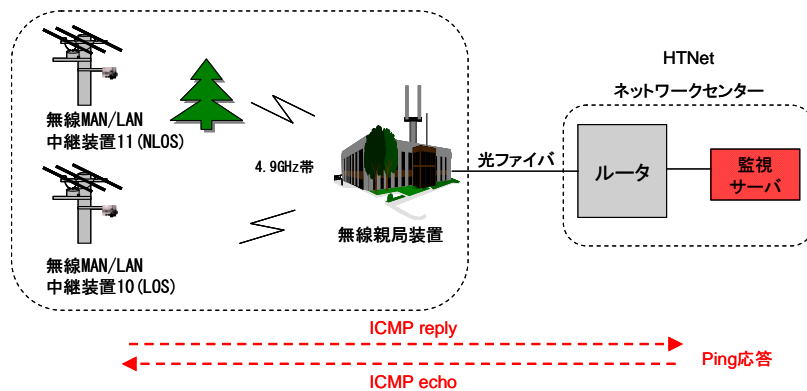 無線MAN/LAN
中継装置11(NLOS)
4.9GHz帯
無線MAN/LAN
中継装置10(LOS)
無線親局装置
光ファイバ
HTNet
ネットワークセンター
ルータ
監視
サーバ
ICMP reply
ICMP echo
Ping応答